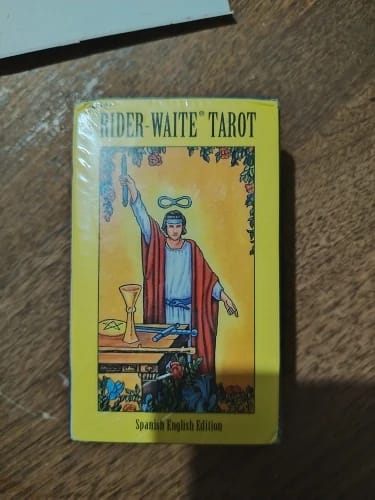 RIDER-WAITE® TAROT
Spanish English Edition